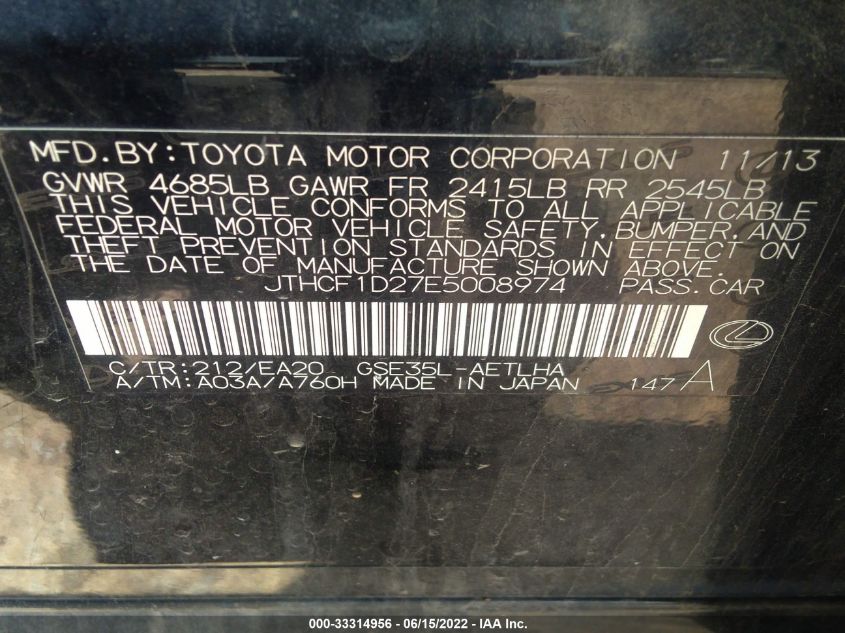 MFD.BY:TOYOTA MOTOR CORPORATION 11/13
GVWR 4685LB GAWR FR 2415LB RR 2545LB
THIS VEHICLE CONFORMS TO ALL APPLICABLE
FEDERAL MOTOR VEHICLE SAFETY,BUMPER,AND
THEFT PREVENTION STANDARDS IN EFFECT ON
THE DATE OF MANUFACTURE SHOWN ABOVE.
JTHCF1D27E5008974 PASS.CAR
C/TR:212/EA20 GSE35L-AETLHA
A/TM:A03A/A760H MADE IN JAPAN 147 A
000-33314956 - 06/15/2022 - IAA Inc.